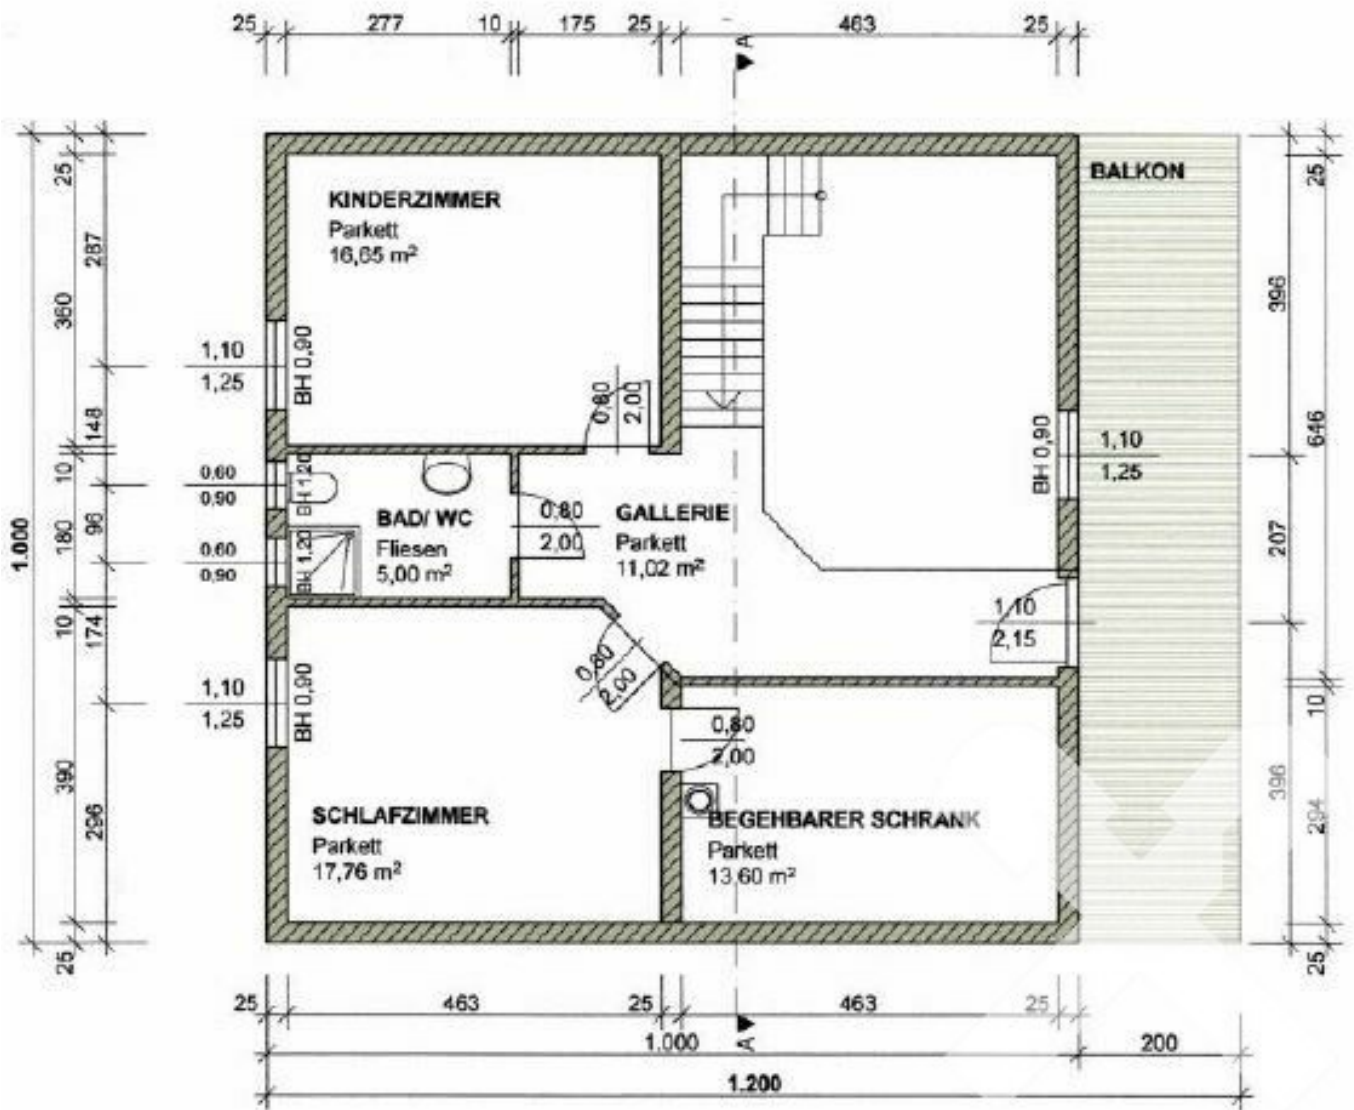 25 277 10 175 25 463 25
A
1.000
25 360 10 180 10 390 25
287 148 96 174 296
KINDERZIMMER
Parkett
16,65 m²
BALKON
1,10
1,25
BH 0,90
0,80
2,00
0.60
0.90
BH 1,20
0.60
0.90
BH 1,20
BAD/ WC
Fliesen
5,00 m²
0,80
2,00
GALLERIE
Parkett
11,02 m²
BH 0,90
1,10
1,25
1,10
2,15
0,80
2,00
1,10
1,25
BH 0,90
0,80
2,00
SCHLAFZIMMER
Parkett
17,76 m²
BEGEHBARER SCHRANK
Parkett
13,60 m²
396 207 396
25 646 10 294 25
25 463 25 463 25
A
1.000 200
1.200